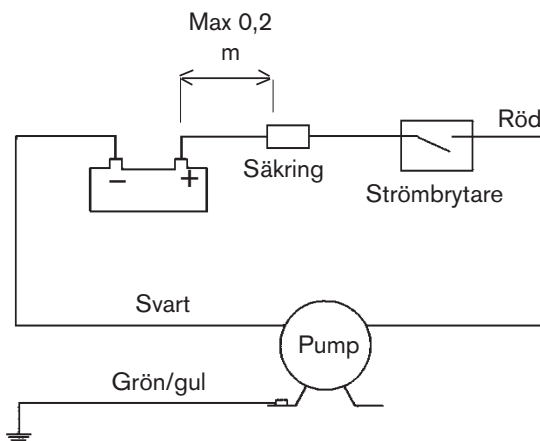 Max 0,2
m
Röd
Säkring
Strömbrytare
Svart
Pump
Grön/gul